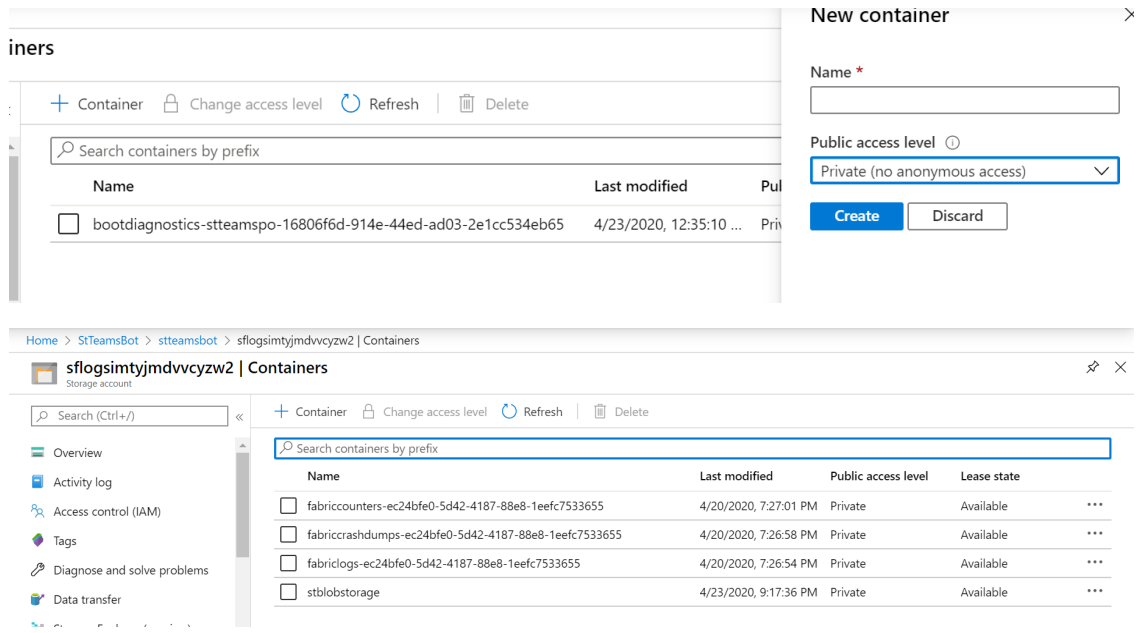 New container
iners
Name *
+ Container Change access level Refresh Delete
Search containers by prefix
Public access level
Private (no anonymous access)
Name Last modified Pul
Create Discard
bootdiagnostics-stteamspo-16806f6d-914e-44ed-ad03-2e1cc534eb65 4/23/2020, 12:35:10 ... Priv
Home > StTeamsBot > stteamsbot > sflogsimtyjmdvvcyzw2 | Containers
sflogsimtyjmdvvcyzw2 | Containers
Storage account
Search (Ctrl+/) «
+ Container Change access level Refresh Delete
Search containers by prefix
Overview
Activity log
Access control (IAM)
Tags
Diagnose and solve problems
Data transfer
Name Last modified Public access level Lease state
fabriccounters-ec24bfe0-5d42-4187-88e8-1eefc7533655 4/20/2020, 7:27:01 PM Private Available ...
fabriccrashdumps-ec24bfe0-5d42-4187-88e8-1eefc7533655 4/20/2020, 7:26:58 PM Private Available ...
fabriclogs-ec24bfe0-5d42-4187-88e8-1eefc7533655 4/20/2020, 7:26:54 PM Private Available ...
stblobstorage 4/23/2020, 9:17:36 PM Private Available ...